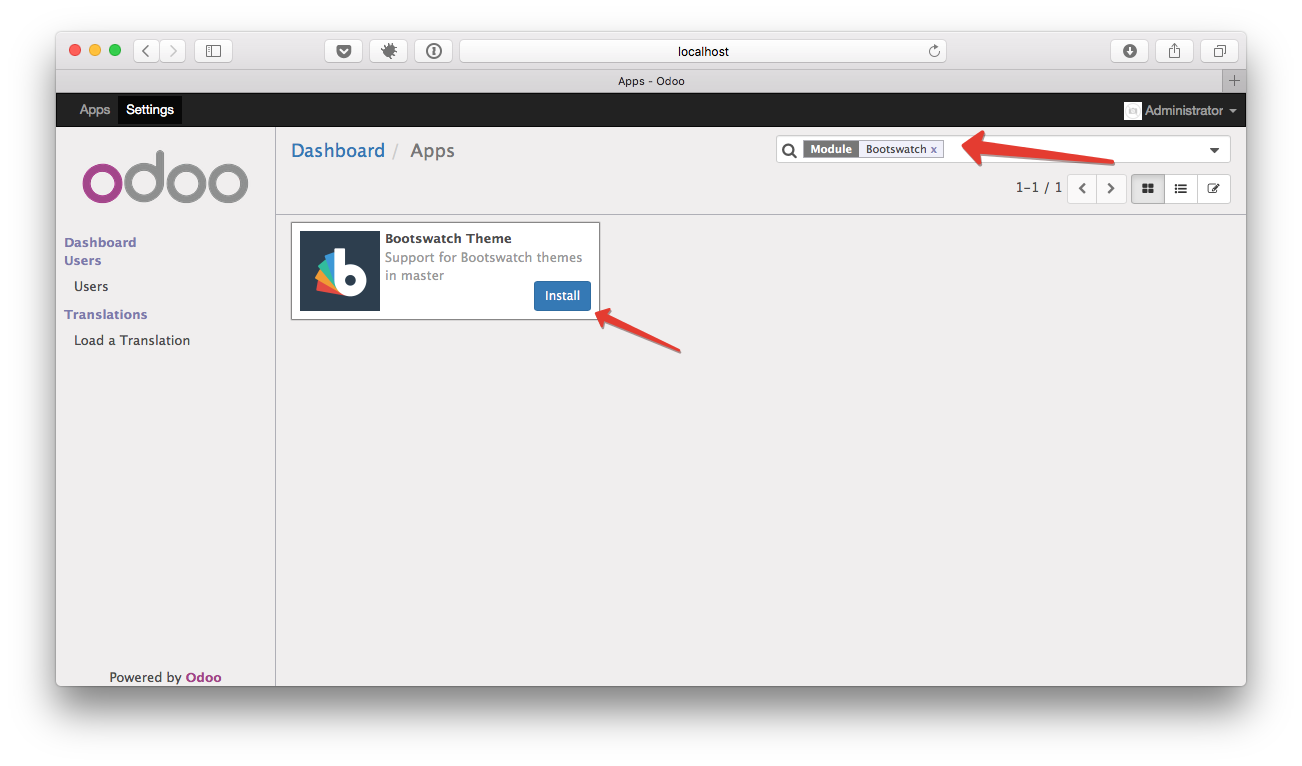 localhost
Apps - Odoo
Apps Settings Administrator
odoo
Dashboard / Apps
Module Bootswatch x
1-1 / 1
Dashboard
Users
Users
Translations
Load a Translation
Bootswatch Theme
Support for Bootswatch themes
in master
Install
Powered by Odoo